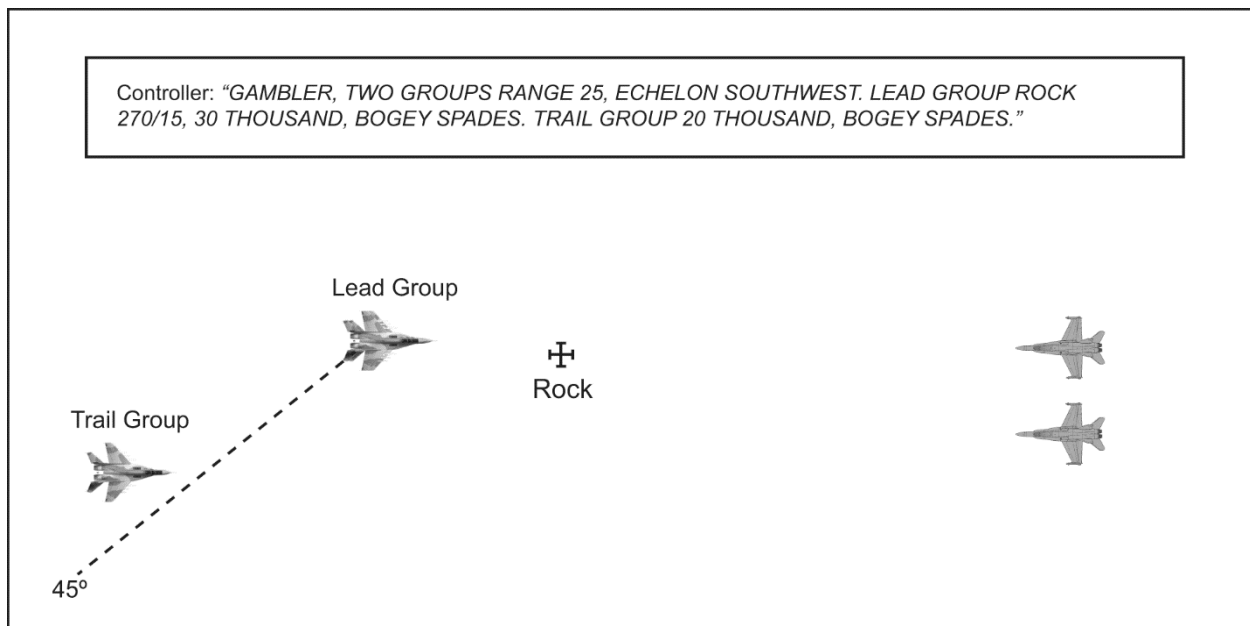 Controller: “GAMBLER, TWO GROUPS RANGE 25, ECHELON SOUTHWEST. LEAD GROUP ROCK
270/15, 30 THOUSAND, BOGEY SPADES. TRAIL GROUP 20 THOUSAND, BOGEY SPADES.”
Lead Group
Rock
Trail Group
45º